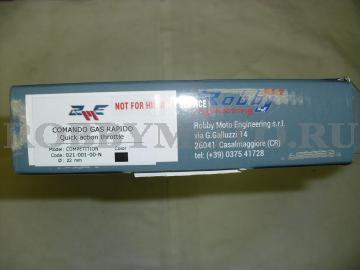 NOT FOR HI
SERVICE
COMANDO GAS RAPIDO
Quick action throttle
Model: COMPETITION
Color
Code: 021-001-00-N
Ø: 22 mm
Robby
Robby Moto Engineering s.r.l.
via G.Galluzzi 14
26041 Casalmaggiore (CR)
tel: (+39) 0375 41728